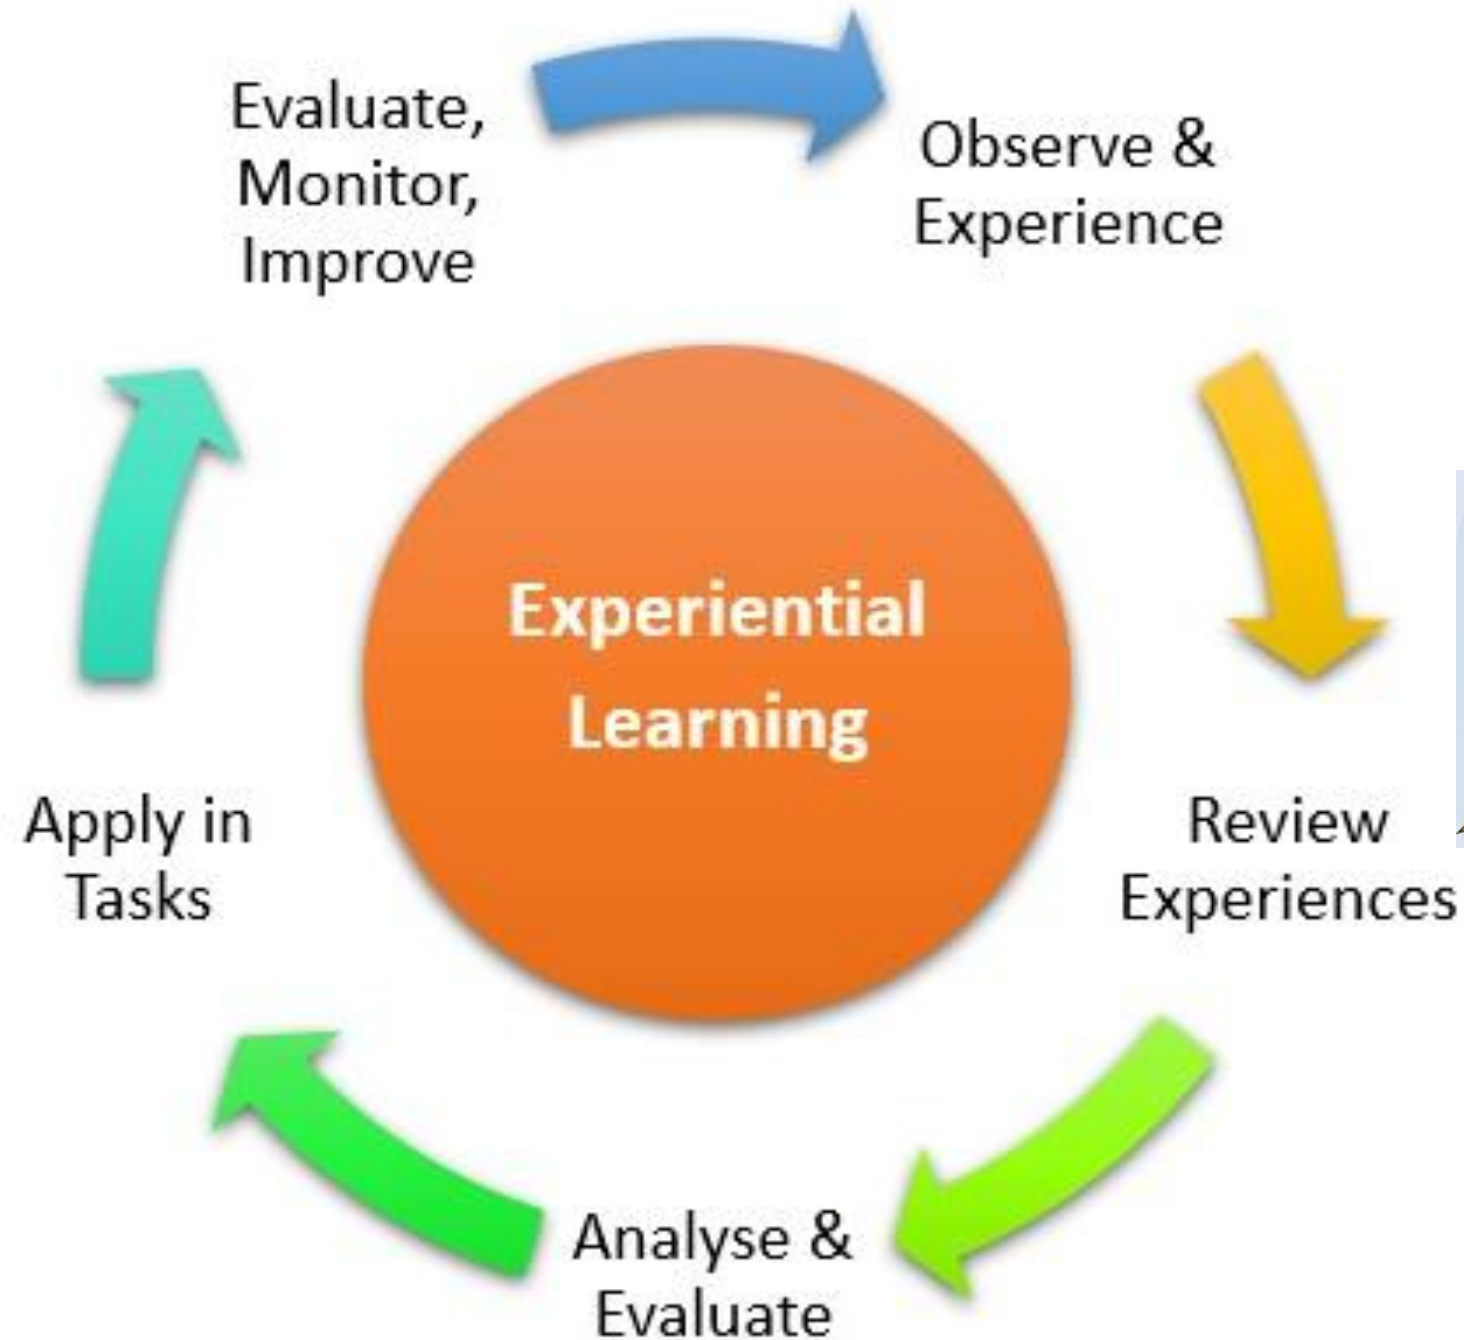 Evaluate,
Monitor,
Improve
Observe &
Experience
Experiential
Learning
Apply in
Tasks
Review
Experiences
Analyse &
Evaluate